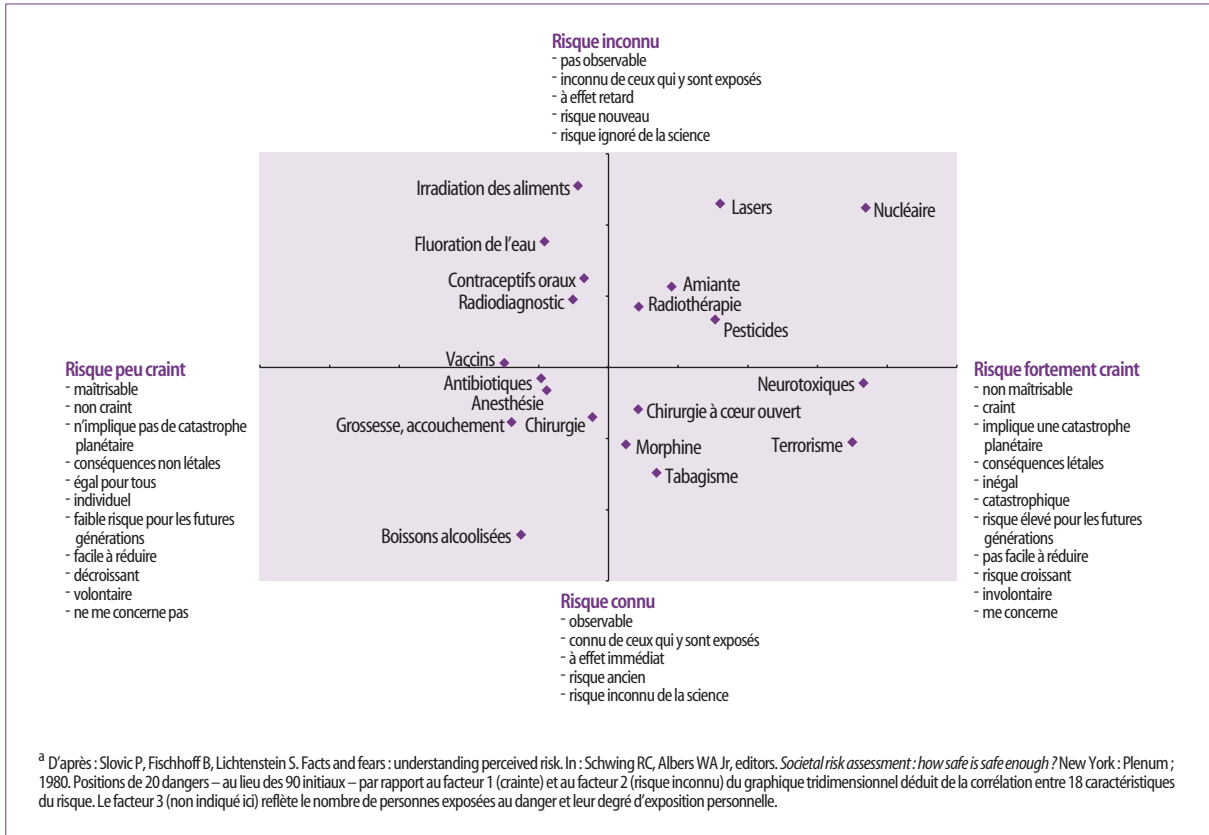 Risque inconnu
- pas observable
- inconnu de ceux qui y sont exposés
- à effet retard
- risque nouveau
- risque ignoré de la science
Irradiation des aliments
Lasers
Nucléaire
Fluoration de l'eau
Contraceptifs oraux
Amiante
Radiodiagnostic
Radiothérapie
Pesticides
Vaccins
Risque peu craint
- maîtrisable
- non craint
- n'implique pas de catastrophe
planétaire
- conséquences non létales
- égal pour tous
- individuel
- faible risque pour les futures
générations
- facile à réduire
- décroissant
- volontaire
- ne me concerne pas
Risque fortement craint
- non maîtrisable
- craint
- implique une catastrophe
planétaire
- conséquences létales
- inégal
- catastrophique
- risque élevé pour les futures
générations
- pas facile à réduire
- risque croissant
- involontaire
- me concerne
Antibiotiques
Neurotoxiques
Anesthésie
Chirurgie à cœur ouvert
Grossesse, accouchement
Chirurgie
Morphine
Terrorisme
Tabagisme
Boissons alcoolisées
Risque connu
- observable
- connu de ceux qui y sont exposés
- à effet immédiat
- risque ancien
- risque inconnu de la science
a D'après : Slovic P, Fischhoff B, Lichtenstein S. Facts and fears : understanding perceived risk. In : Schwing RC, Albers WA Jr, editors. Societal risk assessment : how safe is safe enough ? New York : Plenum ;
1980. Positions de 20 dangers – au lieu des 90 initiaux – par rapport au facteur 1 (crainte) et au facteur 2 (risque inconnu) du graphique tridimensionnel déduit de la corrélation entre 18 caractéristiques
du risque. Le facteur 3 (non indiqué ici) reflète le nombre de personnes exposées au danger et leur degré d'exposition personnelle.